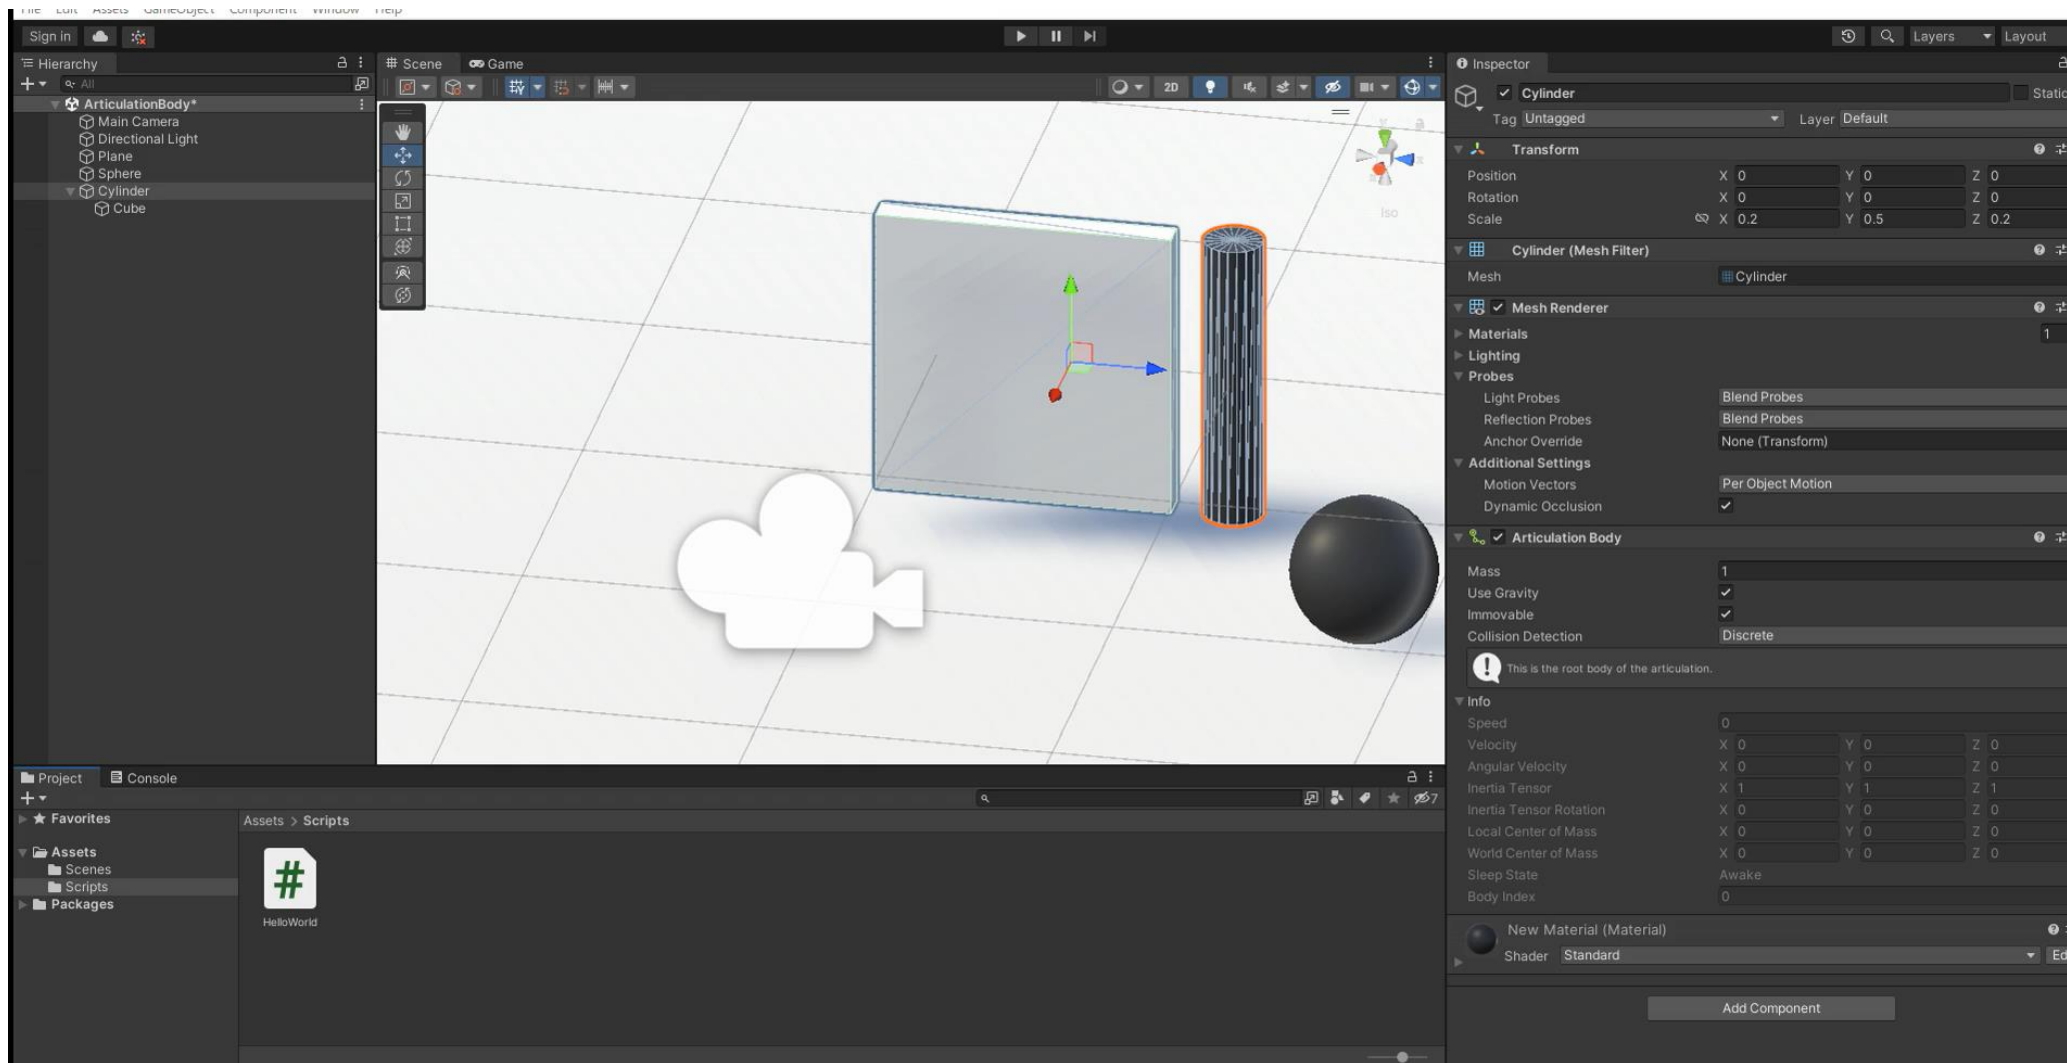 File Edit Assets GameObject Component Window Help
Sign in
Layers Layout
Hierarchy
All
ArticulationBody*
Main Camera
Directional Light
Plane
Sphere
Cylinder
Cube
Scene Game
2D
Iso
Inspector
Cylinder Static
Tag Untagged Layer Default
Transform
Position X 0 Y 0 Z 0
Rotation X 0 Y 0 Z 0
Scale X 0.2 Y 0.5 Z 0.2
Cylinder (Mesh Filter)
Mesh Cylinder
Mesh Renderer
Materials 1
Lighting
Probes
Light Probes Blend Probes
Reflection Probes Blend Probes
Anchor Override None (Transform)
Additional Settings
Motion Vectors Per Object Motion
Dynamic Occlusion
Articulation Body
Mass 1
Use Gravity
Immovable
Collision Detection Discrete
This is the root body of the articulation.
Info
Speed 0
Velocity X 0 Y 0 Z 0
Angular Velocity X 0 Y 0 Z 0
Inertia Tensor X 1 Y 1 Z 1
Inertia Tensor Rotation X 0 Y 0 Z 0
Local Center of Mass X 0 Y 0 Z 0
World Center of Mass X 0 Y 0 Z 0
Sleep State Awake
Body Index 0
New Material (Material)
Shader Standard Ed
Add Component
Project Console
7
Favorites
Assets
Scenes
Scripts
Packages
Assets > Scripts
#
HelloWorld